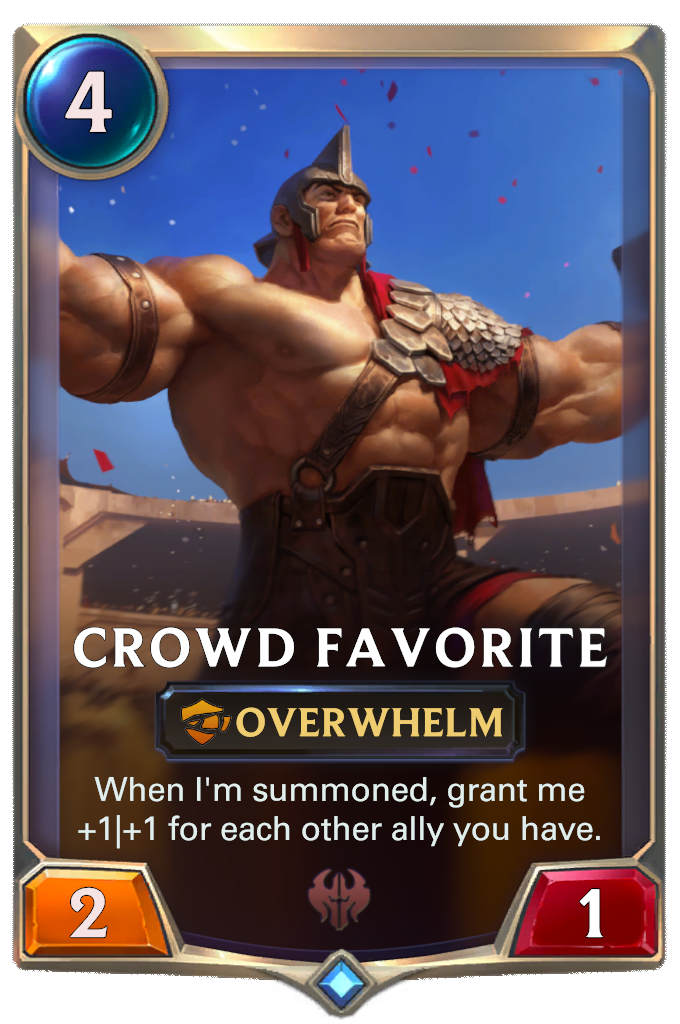 4
CROWD FAVORITE
OVERWHELM
When I'm summoned, grant me
+1|+1 for each other ally you have.
2 1